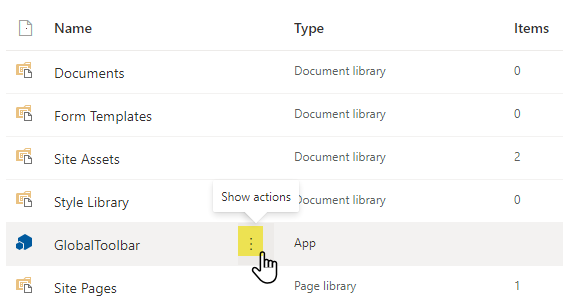 Name Type Items
Documents Document library 0
Form Templates Document library 0
Site Assets Document library 2
Style Library Document library 0
Show actions
GlobalToolbar App
Site Pages Page library 1